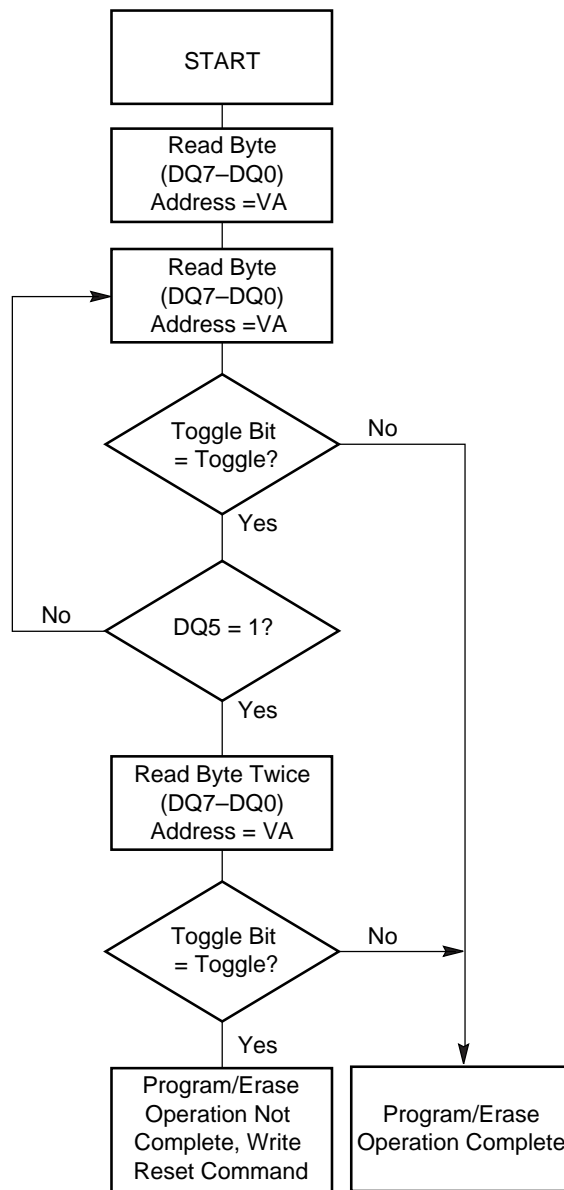 START
Read Byte
(DQ7–DQ0)
Address =VA
Read Byte
(DQ7–DQ0)
Address =VA
Toggle Bit
= Toggle?
No
Yes
No
DQ5 = 1?
Yes
Read Byte Twice
(DQ7–DQ0)
Address = VA
Toggle Bit
= Toggle?
No
Yes
Program/Erase
Operation Not
Complete, Write
Reset Command
Program/Erase
Operation Complete